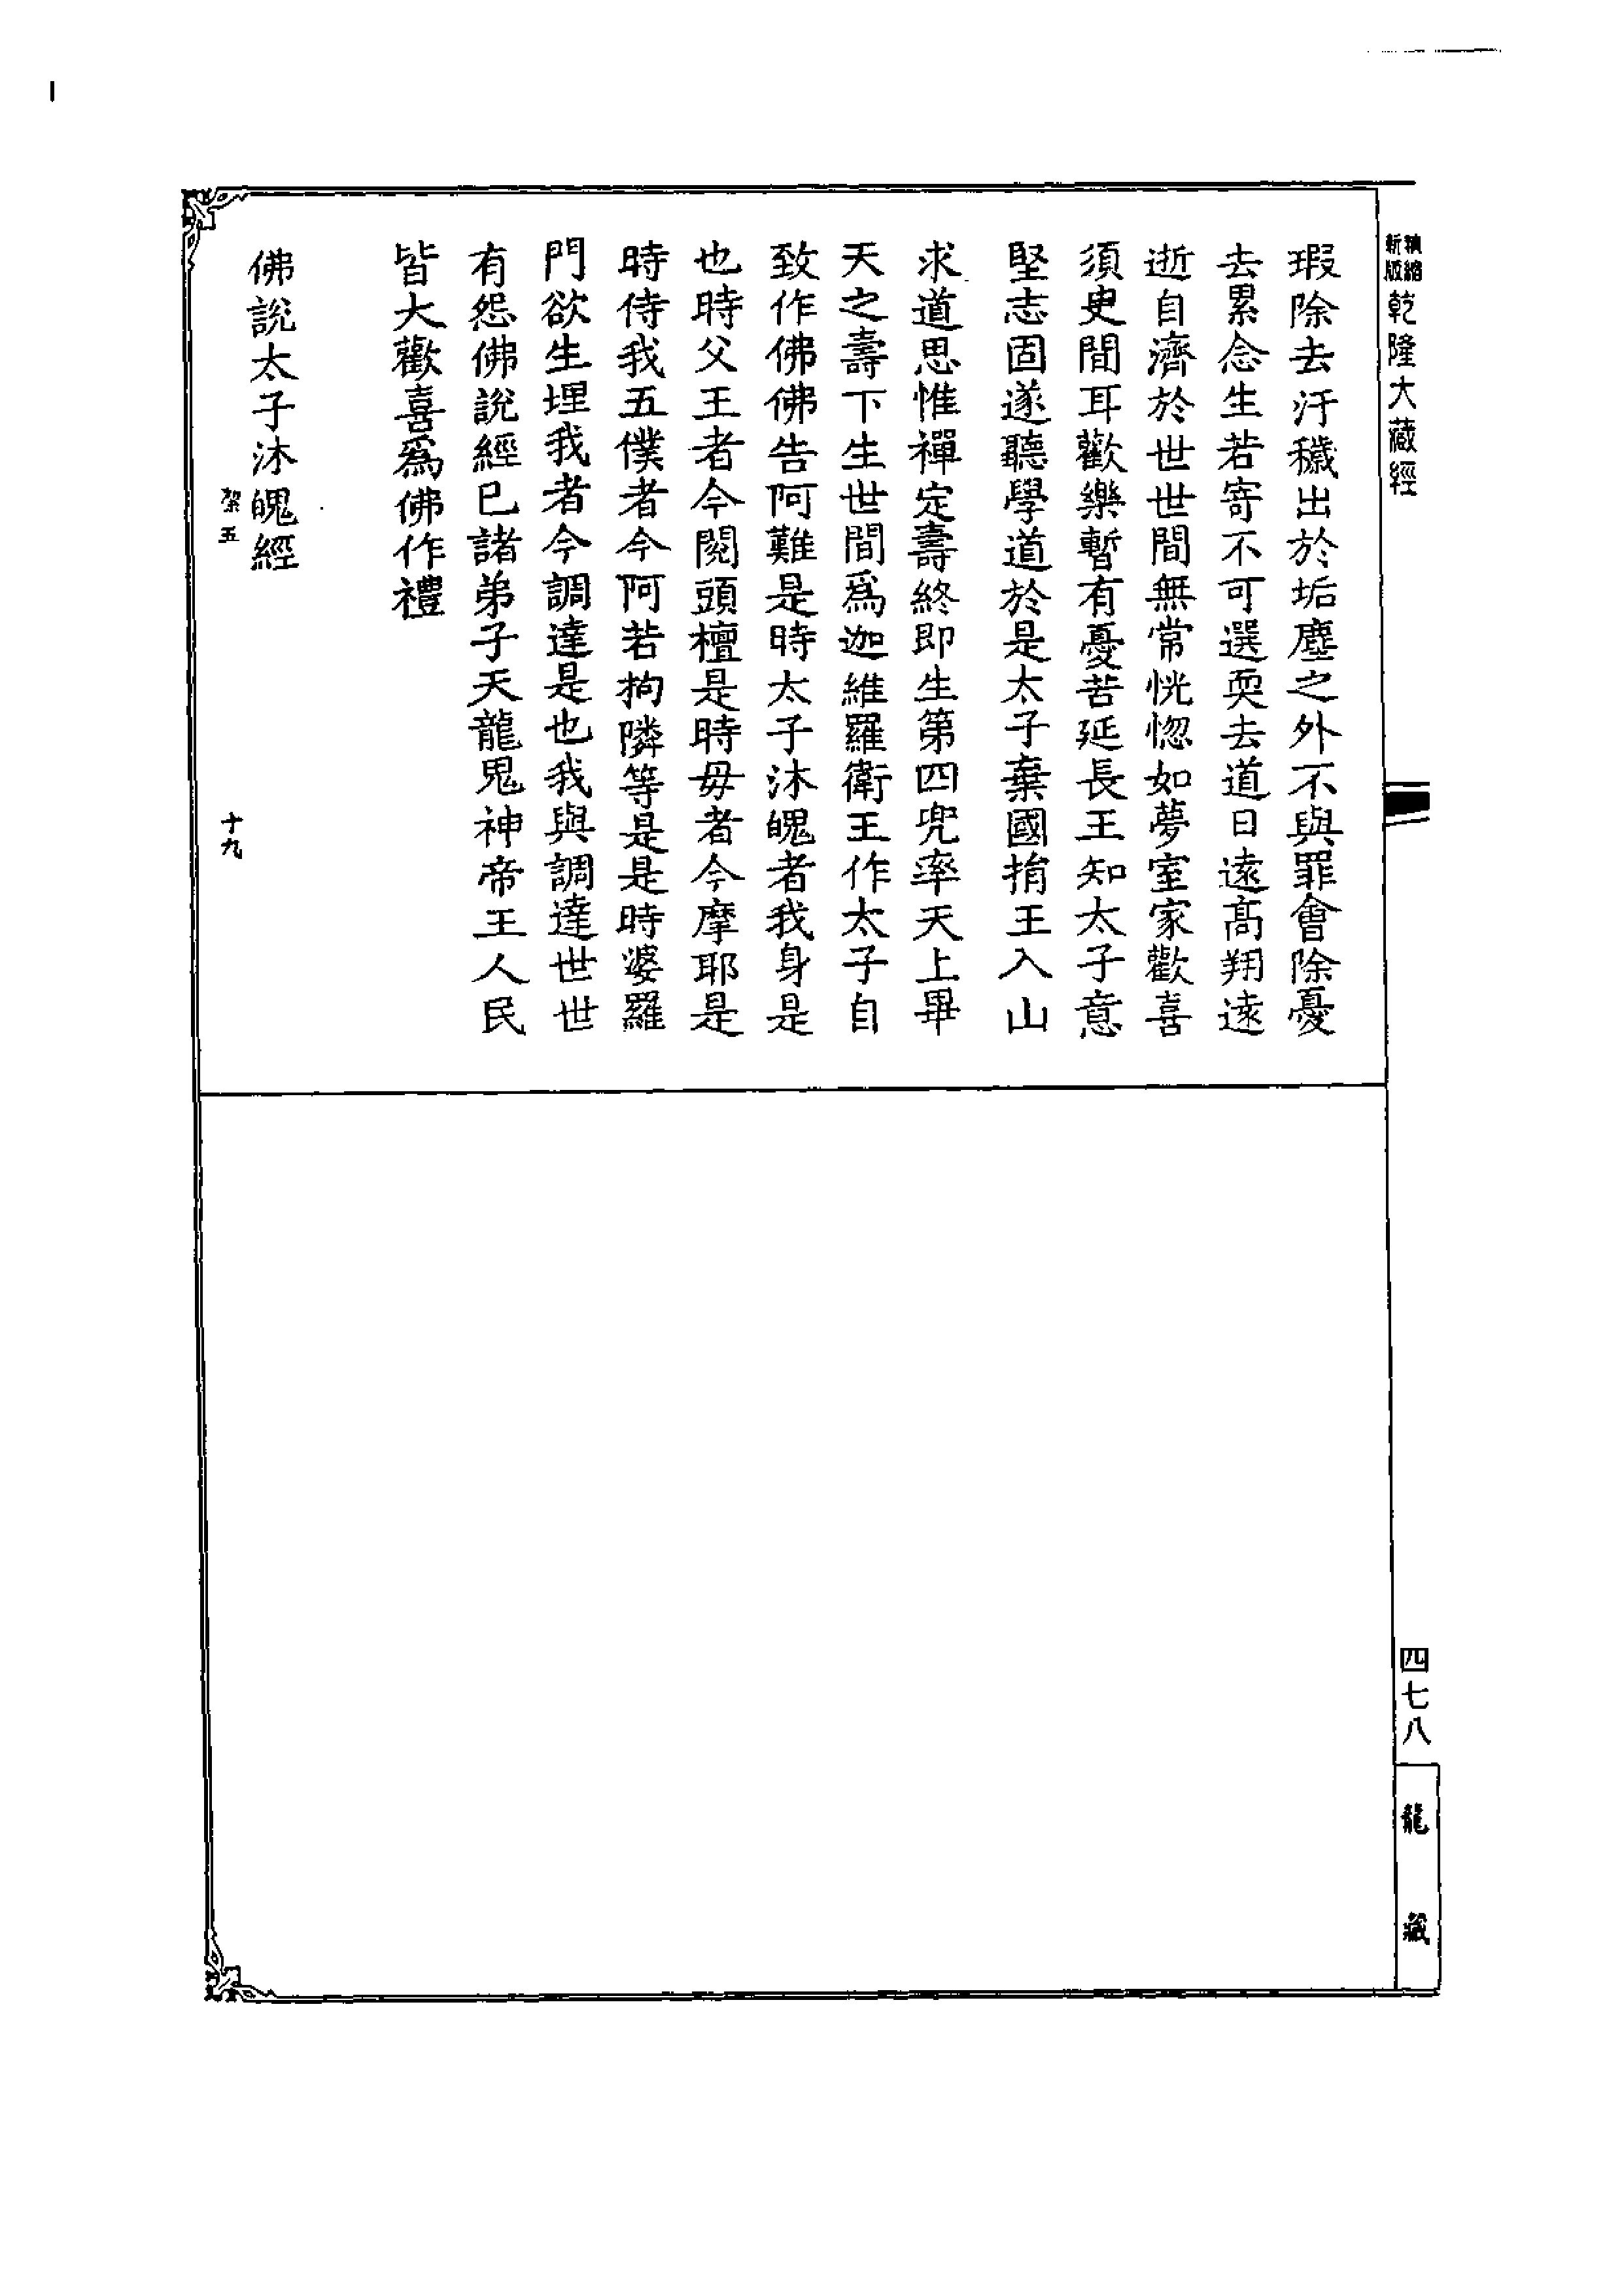 精縮新版乾隆大藏經
瑕除去汙穢出於垢塵之外不與罪會除憂
去累念生若寄不可選耎去道日遠高翔遠
逝自濟於世世間無常恍惚如夢室家歡喜
須臾間耳歡樂暫有憂苦延長王知太子意
堅志固遂聽學道於是太子棄國捐王入山
求道思惟禪定壽終即生第四兜率天上畢
天之壽下生世間爲迦維羅衛王作太子自
致作佛佛告阿難是時太子沐魄者我身是
也時父王者今閱頭檀是時母者今摩耶是
時侍我五僕者今阿若拘隣等是是時婆羅
門欲生埋我者今調達是也我與調達世世
有怨佛說經已諸弟子天龍鬼神帝王人民
皆大歡喜爲佛作禮
佛說太子沐魄經
絜五
十九
四七八
龍藏